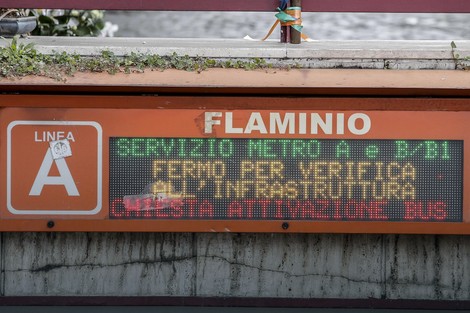 FLAMINIO
LINEA
A
SERVIZIO METRO A e B/B1
FERMO PER VERIFICA
ALL'INFRASTRUTTURA
CHIESTA ATTIVAZIONE BUS